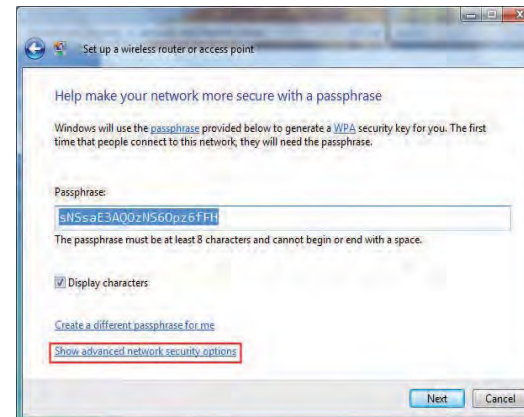 Set up a wireless router or access point
Help make your network more secure with a passphrase
Windows will use the passphrase provided below to generate a WPA security key for you. The first
time that people connect to this network, they will need the passphrase.
Passphrase:
sNSsaE3AQOzNS6Opz6fFH
The passphrase must be at least 8 characters and cannot begin or end with a space.
Display characters
Create a different passphrase for me
Show advanced network security options
Next
Cancel